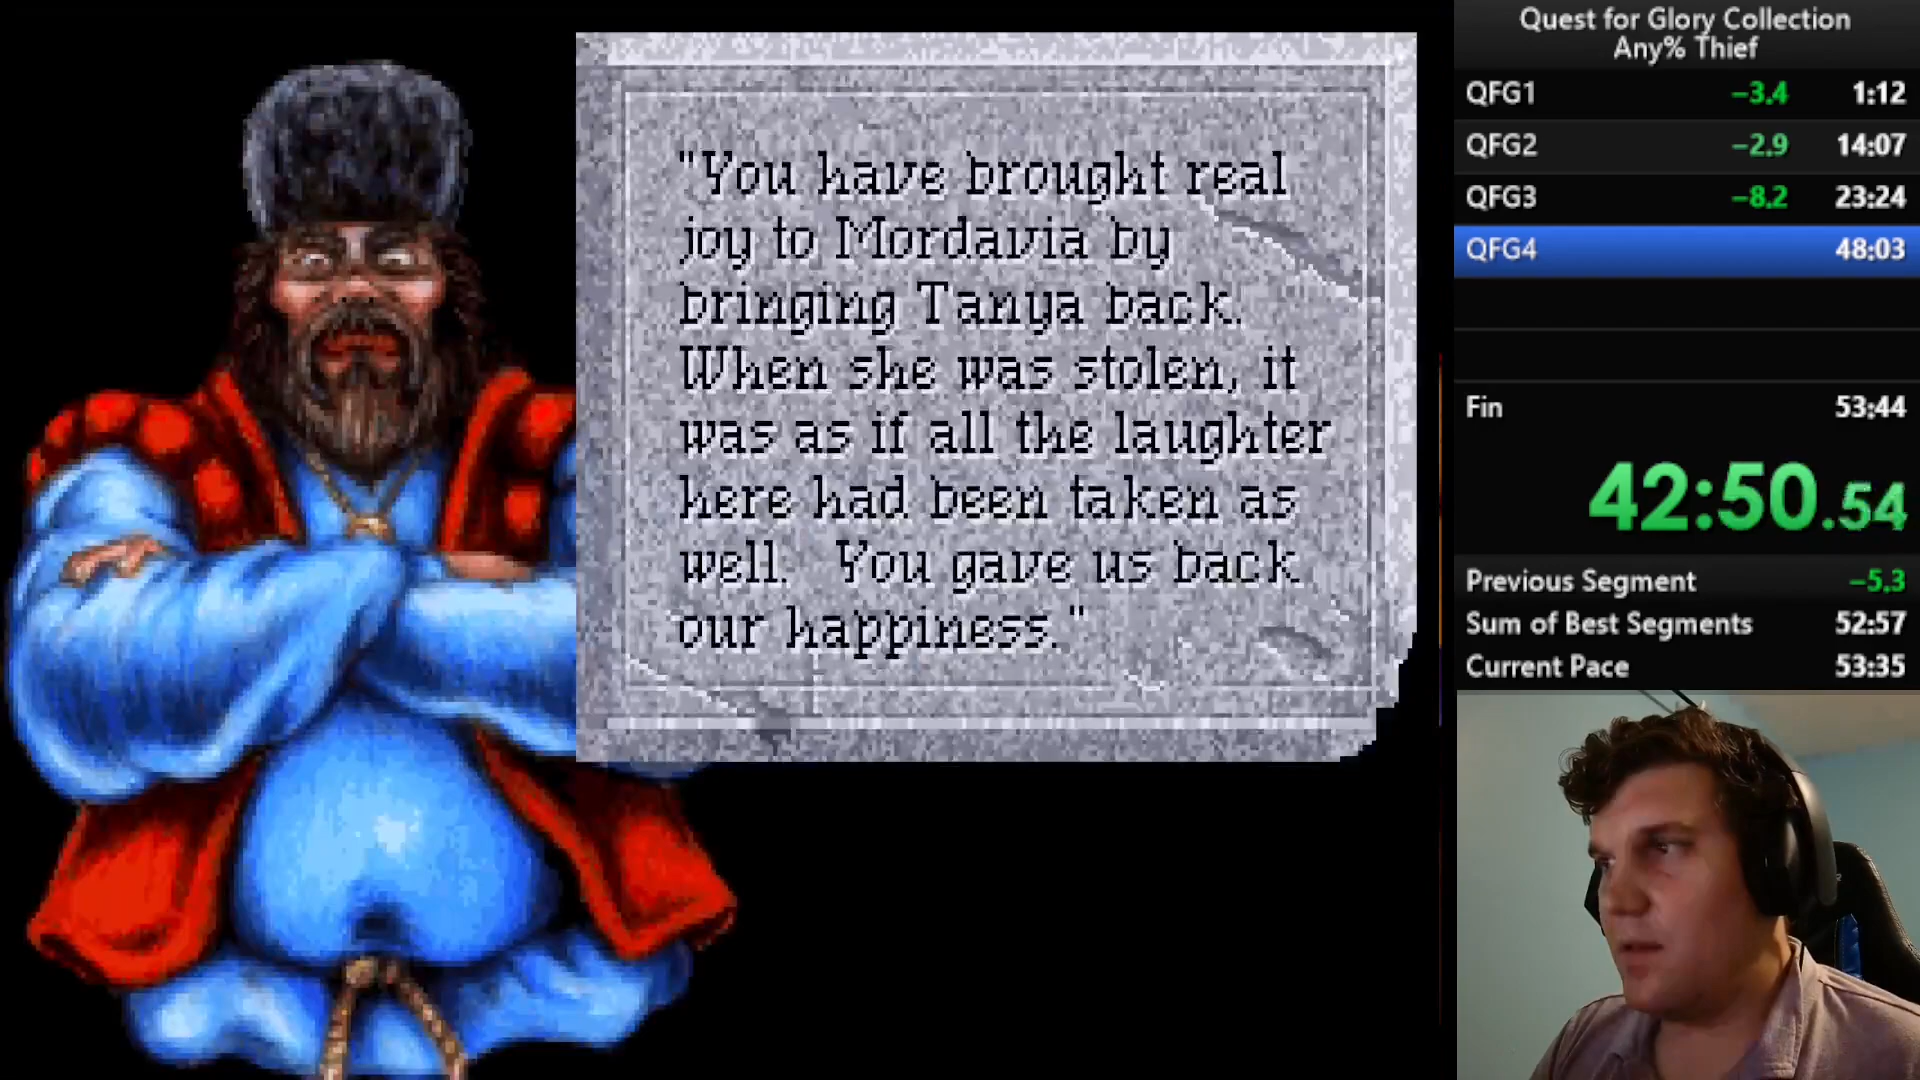 "You have brought real
joy to Mordavia by
bringing Tanya back.
When she was stolen, it
was as if all the laughter
here had been taken as
well. You gave us back
our happiness."
Quest for Glory Collection
Any% Thief
QFG1 -3.4 1:12
QFG2 -2.9 14:07
QFG3 -8.2 23:24
QFG4 48:03
Fin 53:44
42:50.54
Previous Segment -5.3
Sum of Best Segments 52:57
Current Pace 53:35